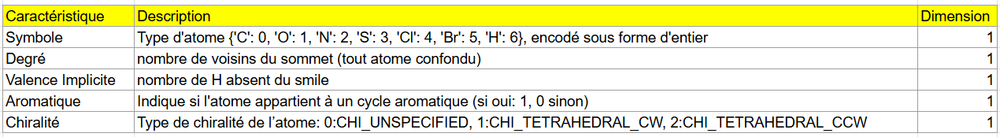 Caractéristique Description Dimension
Symbole Type d'atome {'C': 0, 'O': 1, 'N': 2, 'S': 3, 'Cl': 4, 'Br': 5, 'H': 6}, encodé sous forme d'entier 1
Degré nombre de voisins du sommet (tout atome confondu) 1
Valence Implicite nombre de H absent du smile 1
Aromatique Indique si l'atome appartient à un cycle aromatique (si oui: 1, 0 sinon) 1
Chiralité Type de chiralité de l’atome: 0:CHI_UNSPECIFIED, 1:CHI_TETRAHEDRAL_CW, 2:CHI_TETRAHEDRAL_CCW 1